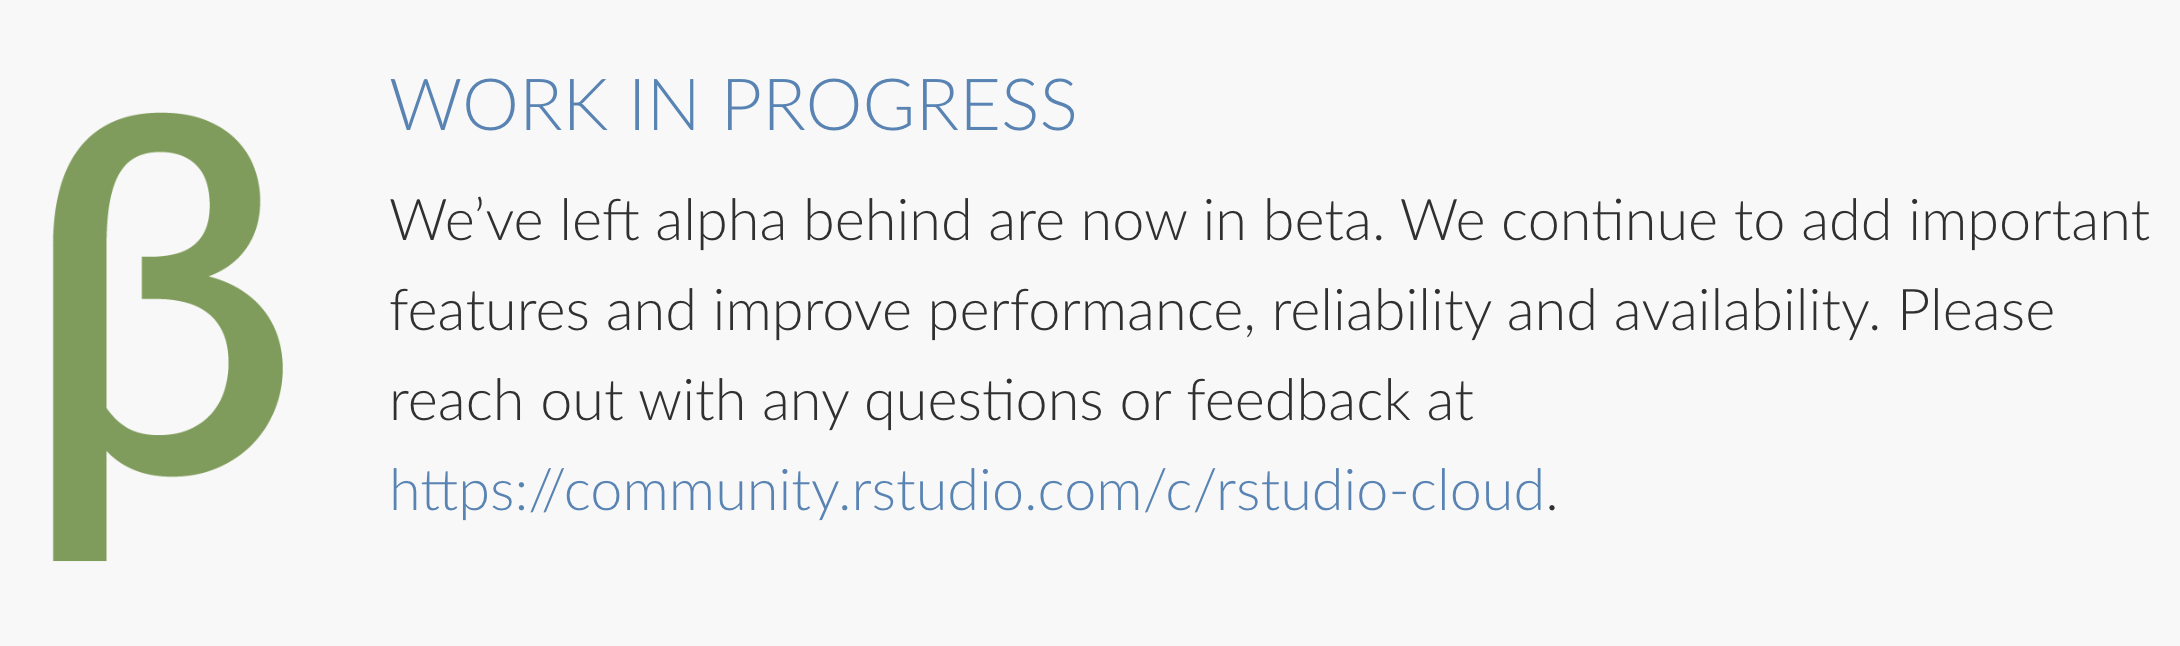 β
WORK IN PROGRESS
We’ve left alpha behind are now in beta. We continue to add important
features and improve performance, reliability and availability. Please
reach out with any questions or feedback at
https://community.rstudio.com/c/rstudio-cloud.